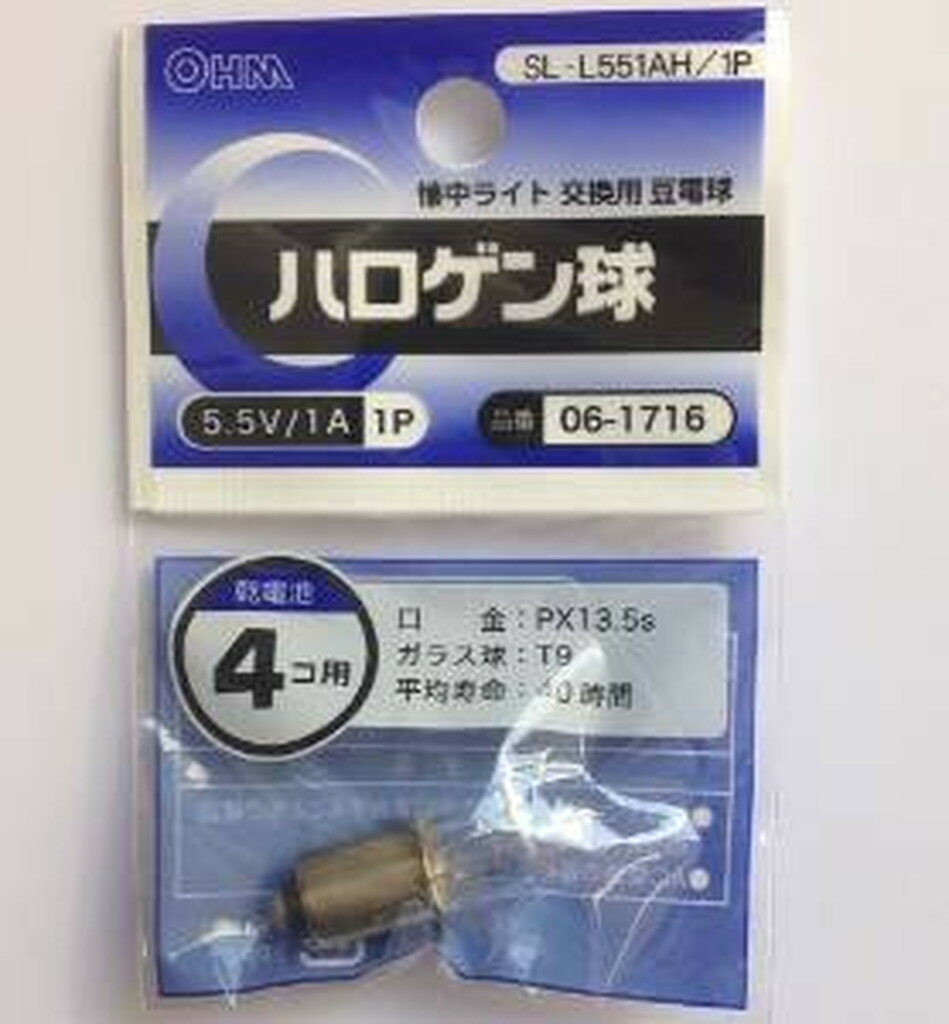 OHM
SL-L551AH/1P
懐中ライト 交換用 豆電球
ハロゲン球
5.5V/1A 1P
品番 06-1716
乾電池
4コ用
口金:PX13.5s
ガラス球:T9
平均寿命: 時間